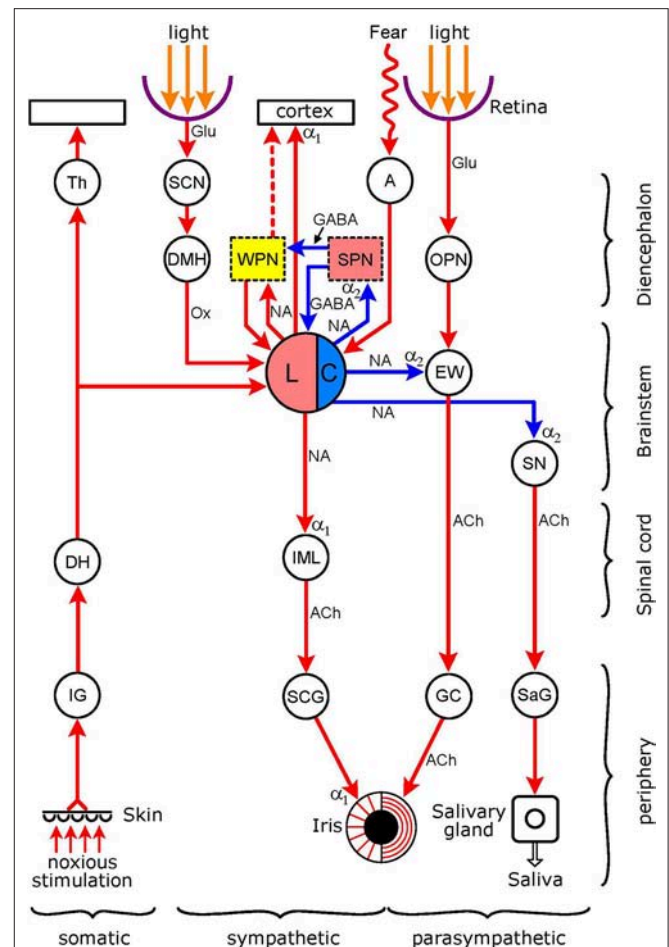 light
Fear
light
cortex
α1
Retina
Glu
Glu
Th
SCN
A
GABA
DMH
WPN
SPN
OPN
α2
GABA
Ox
NA
NA
L
C
NA
α2
EW
NA
α2
SN
NA
α1
DH
IML
ACh
ACh
ACh
IG
SCG
GC
SaG
ACh
α1
Skin
Iris
Salivary
gland
noxious
stimulation
Saliva
Diencephalon
Brainstem
Spinal cord
periphery
somatic
sympathetic
parasympathetic